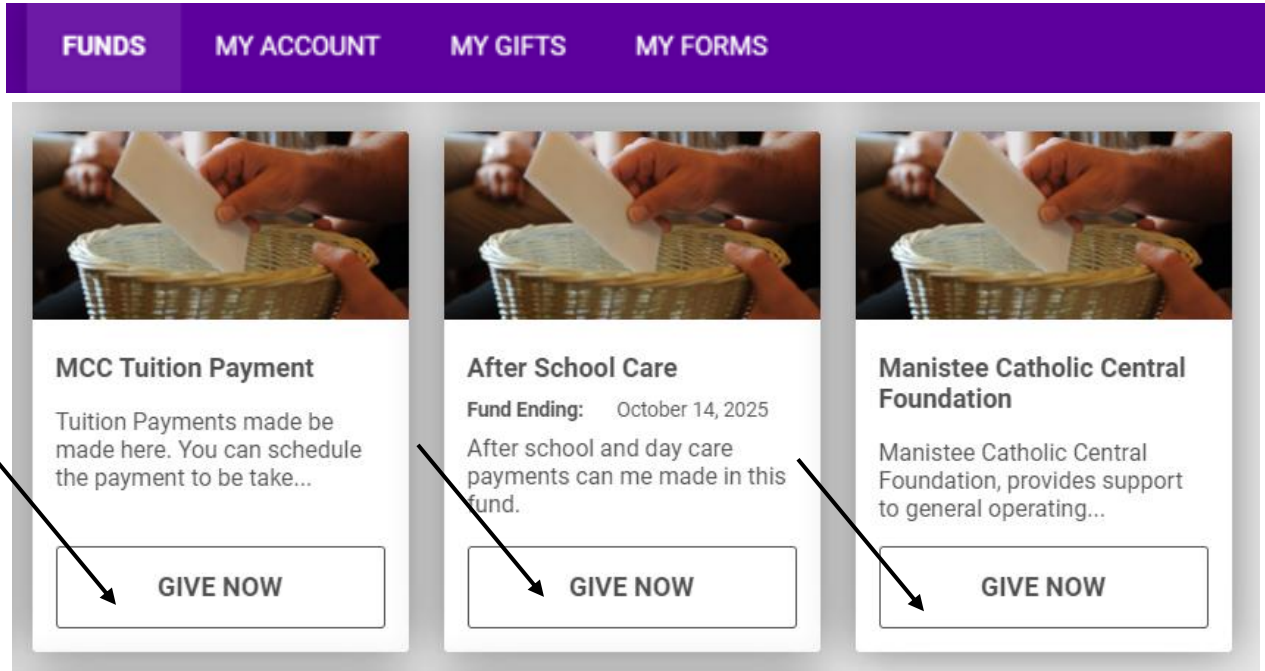 FUNDS MY ACCOUNT MY GIFTS MY FORMS
MCC Tuition Payment
Tuition Payments made be
made here. You can schedule
the payment to be take...
GIVE NOW
After School Care
Fund Ending: October 14, 2025
After school and day care
payments can me made in this
fund.
GIVE NOW
Manistee Catholic Central
Foundation
Manistee Catholic Central
Foundation, provides support
to general operating...
GIVE NOW